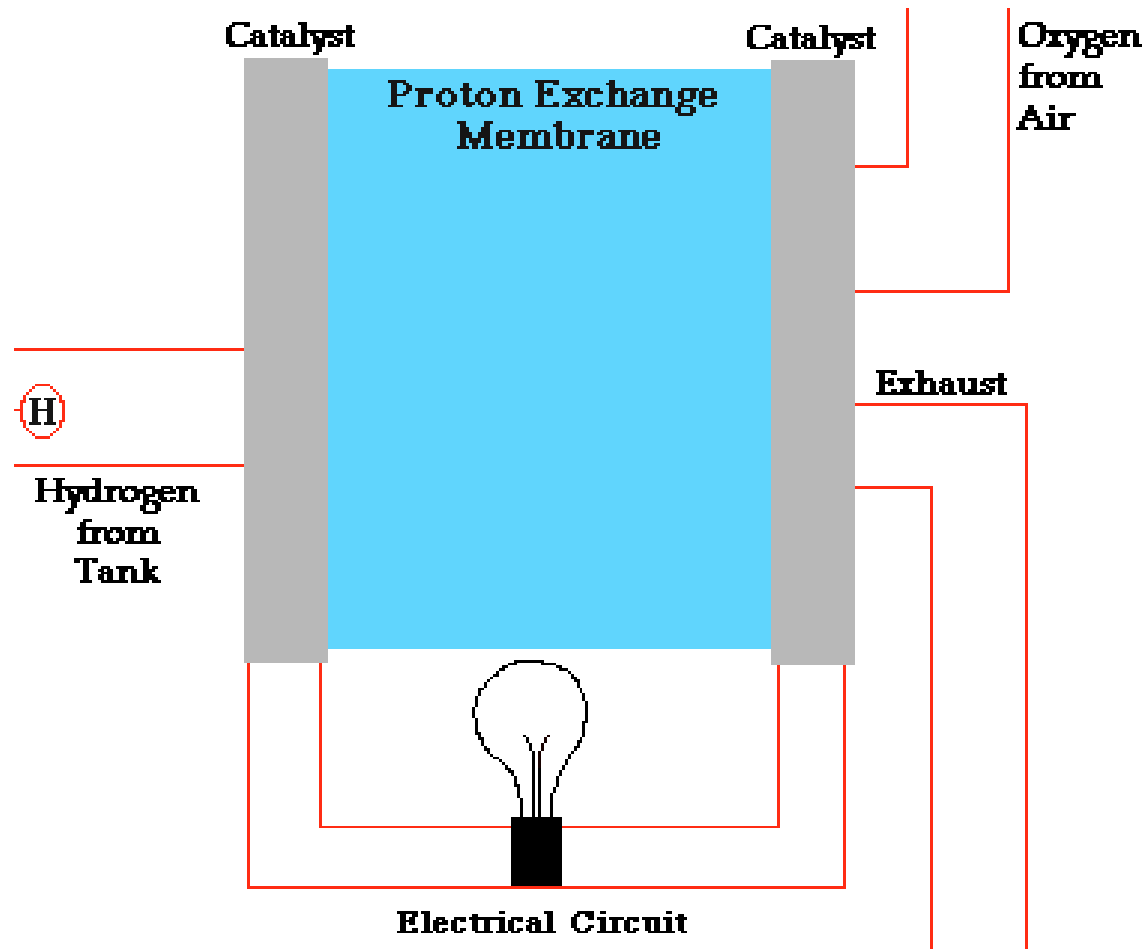 Catalyst
Catalyst
Oxygen
from
Air
Proton Exchange
Membrane
Exhaust
H
Hydrogen
from
Tank
Electrical Circuit